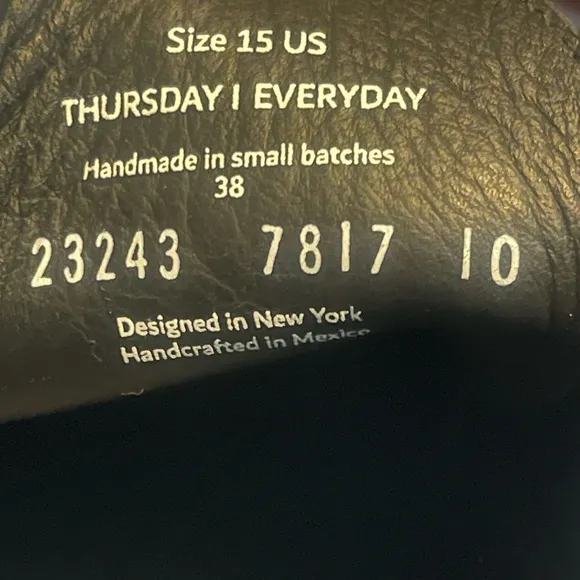 Size 15 US
THURSDAY | EVERYDAY
Handmade in small batches
38
23243 7817 10
Designed in New York
Handcrafted in Mexico